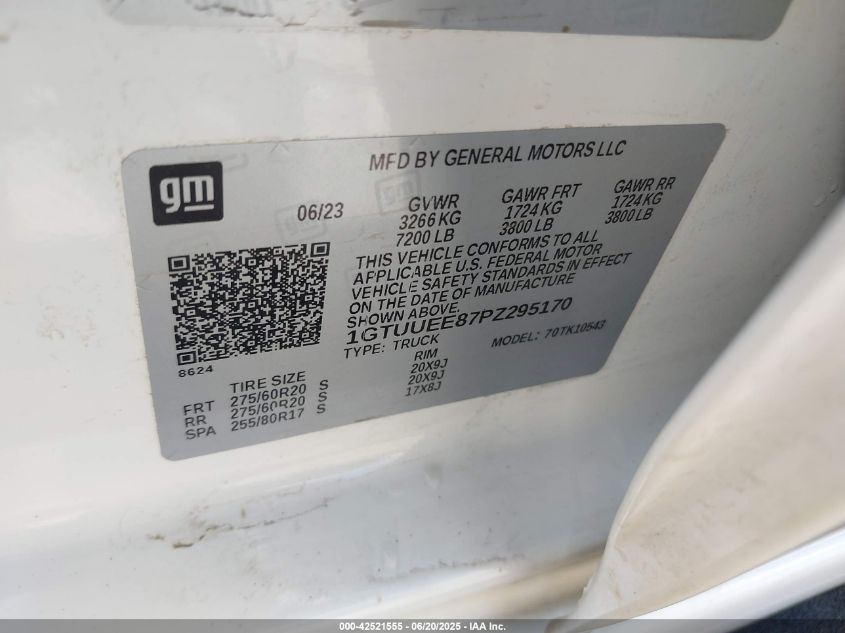 gm
MFD BY GENERAL MOTORS LLC
06/23
GVWR GAWR FRT GAWR RR
3266 KG 1724 KG 1724 KG
7200 LB 3800 LB 3800 LB
THIS VEHICLE CONFORMS TO ALL
APPLICABLE U.S. FEDERAL MOTOR
VEHICLE SAFETY STANDARDS IN EFFECT
ON THE DATE OF MANUFACTURE
SHOWN ABOVE.
1GTUUEE87PZ295170
TYPE: TRUCK MODEL: 70TK10543
8624
TIRE SIZE RIM
FRT 275/60R20 S 20X9J
RR 275/60R20 S 20X9J
SPA 255/80R17 S 17X8J
000-42521555 - 06/20/2025 - IAA Inc.